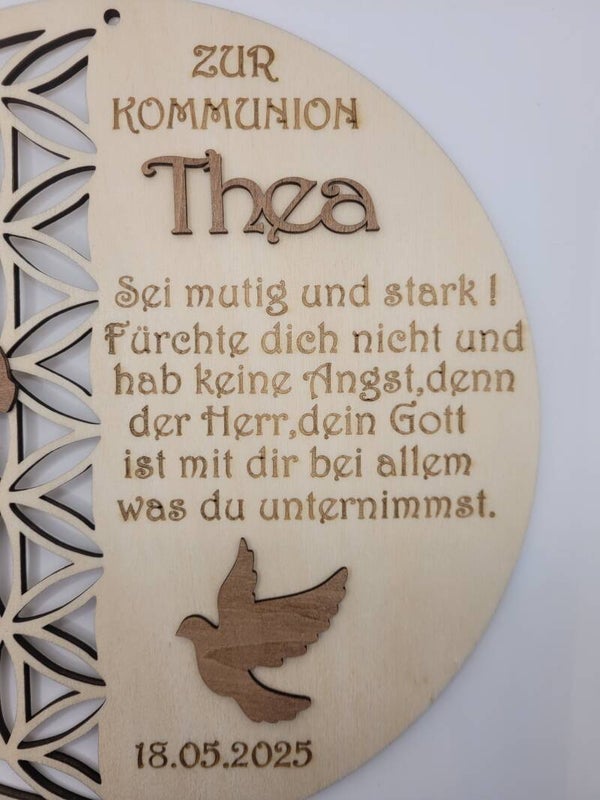 ZUR
KOMMUNION
Thea
Sei mutig und stark !
Fürchte dich nicht und
hab keine Angst,denn
der Herr,dein Gott
ist mit dir bei allem
was du unternimmst.
18.05.2025